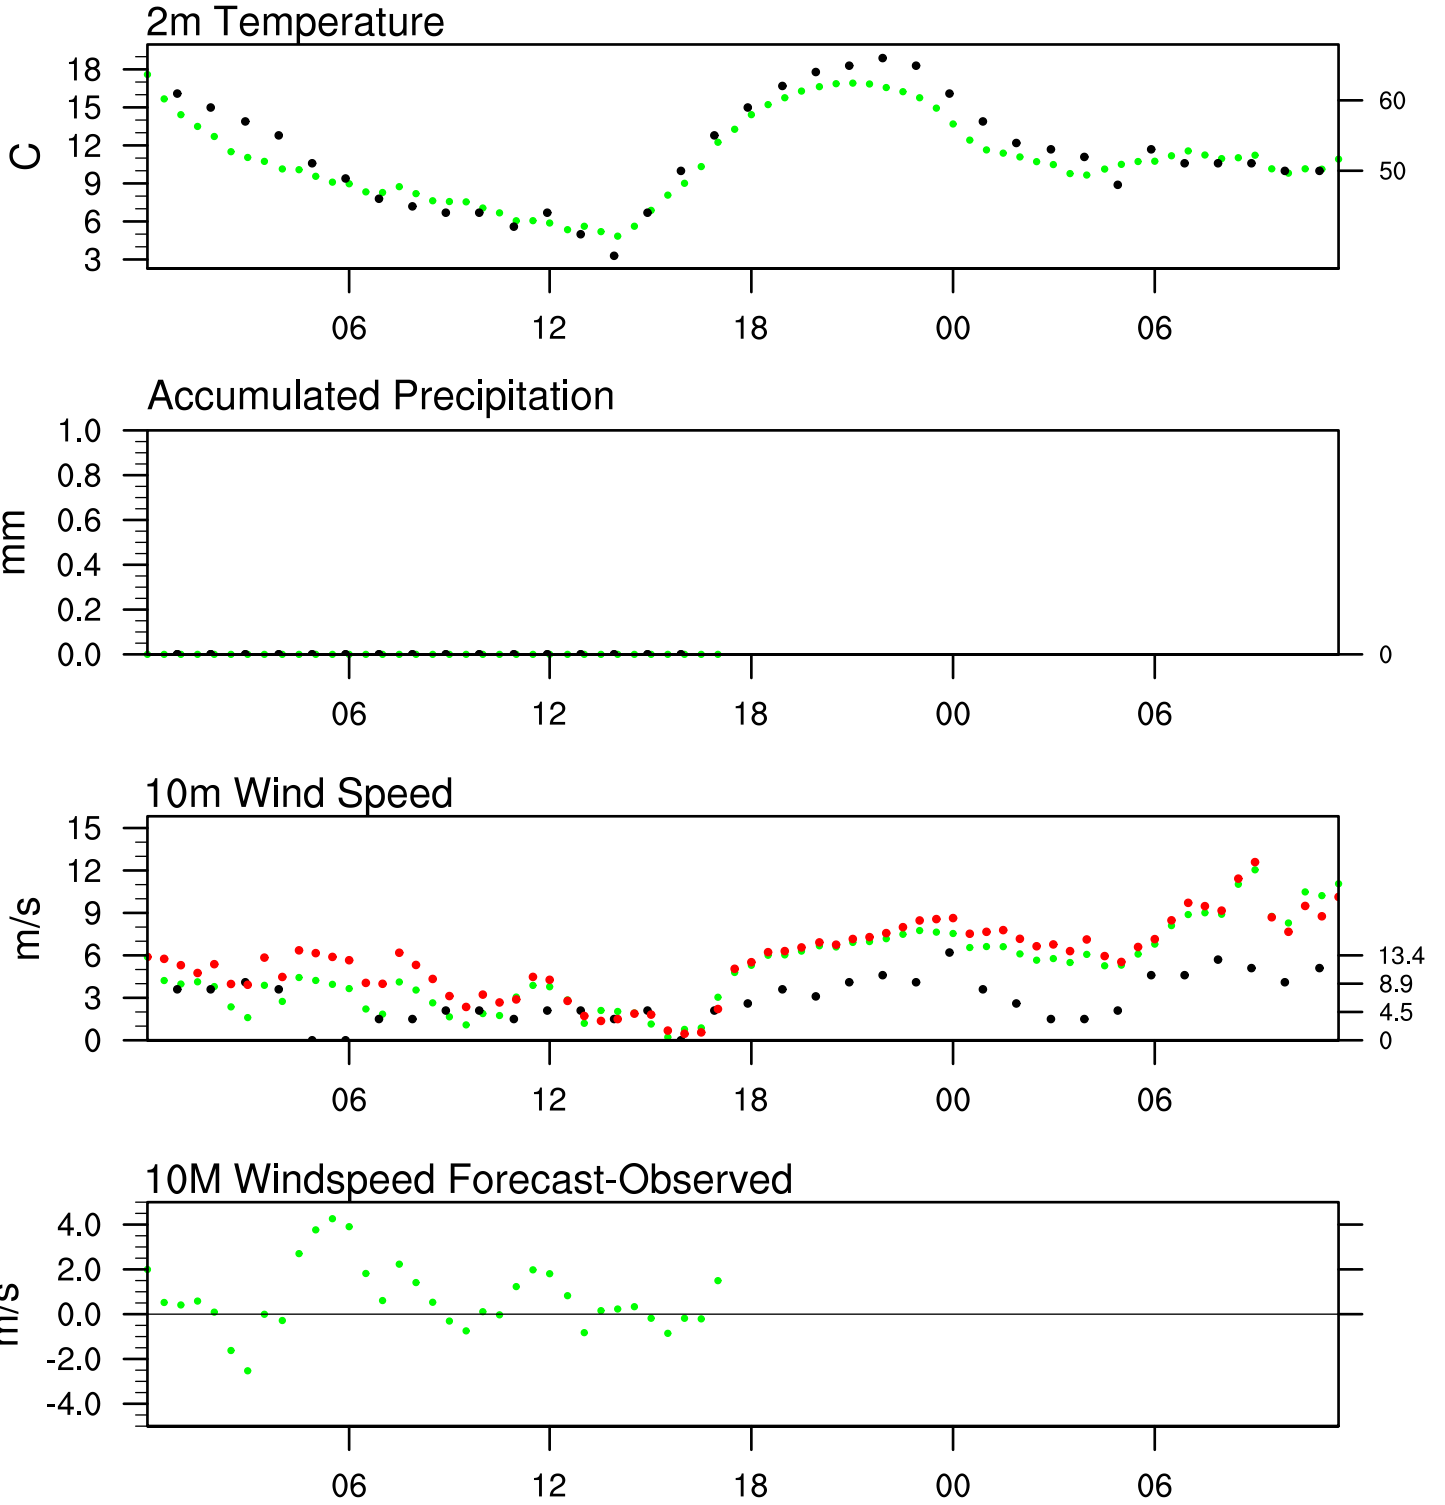 2m Temperature
18
15
12
9
6
3
C
60
50
06 12 18 00 06
Accumulated Precipitation
1.0
0.8
0.6
0.4
0.2
0.0
mm
0
06 12 18 00 06
10m Wind Speed
15
12
9
6
3
0
m/s
13.4
8.9
4.5
0
06 12 18 00 06
10M Windspeed Forecast-Observed
4.0
2.0
0.0
-2.0
-4.0
m/s
06 12 18 00 06